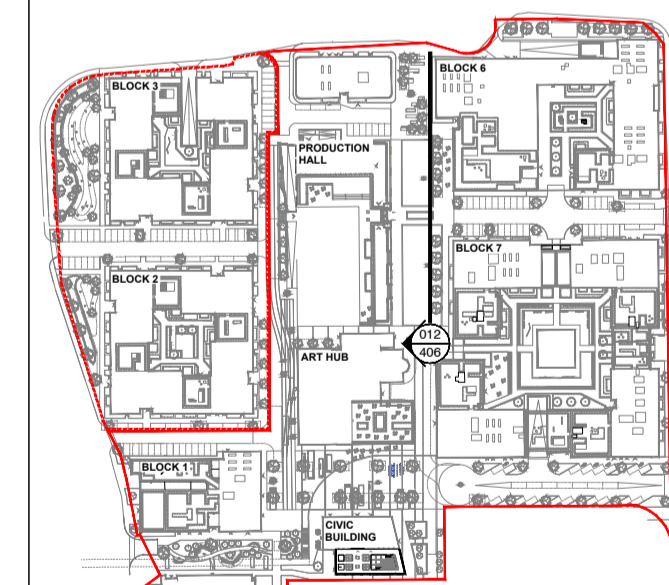 BLOCK 3
BLOCK 6
PRODUCTION
HALL
BLOCK 7
BLOCK 2
012
406
ART HUB
BLOCK 1
CIVIC
BUILDING